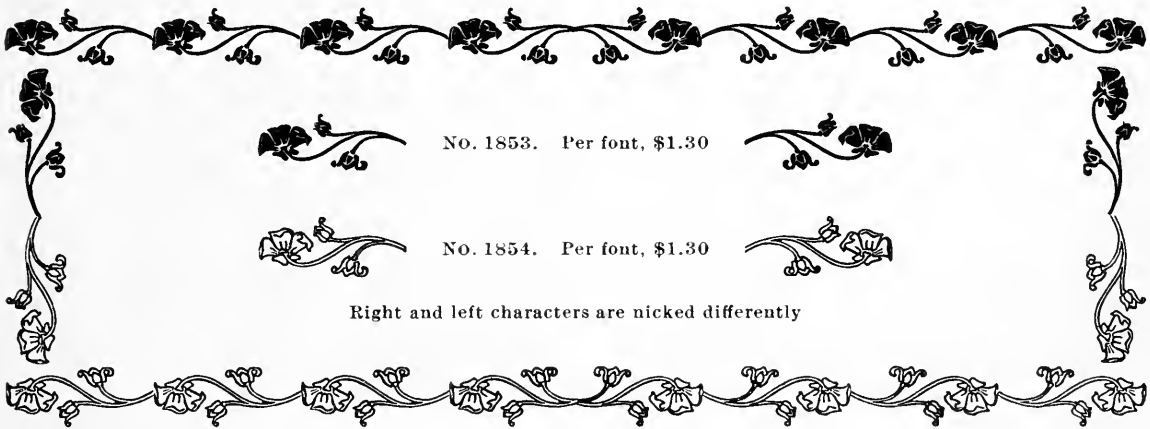 No. 1853. Per font, $1.30
No. 1854. Per font, $1.30
Right and left characters are nicked differently